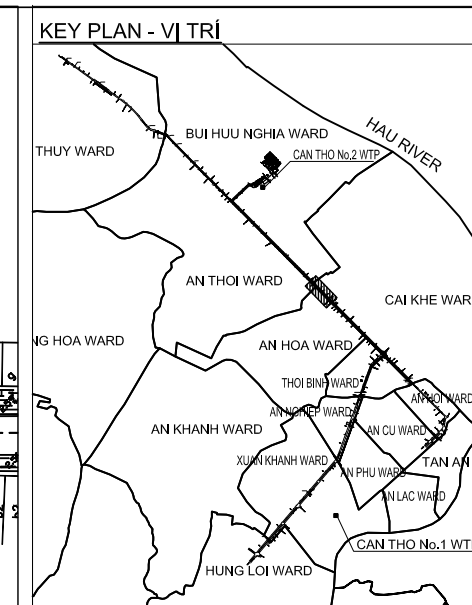 KEY PLAN - VỊ TRÍ
BUI HUU NGHIA WARD
HAU RIVER
THUY WARD
CAN THO No.2 WTP
AN THOI WARD
CAI KHE WAR
NG HOA WARD
AN HOA WARD
THOI BINH WARD
AN HOI WARD
AN NGHIEP WARD
AN KHANH WARD
AN CU WARD
XUAN KHANH WARD
TAN AN
AN PHU WARD
AN LAC WARD
CAN THO No.1 WTP
HUNG LOI WARD